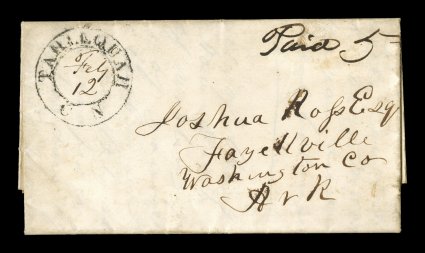 Paid 5
TAHLEQUAH
Feb
12
C N
Joshua Ross Esq
Fayettville
Washington Co
Ark